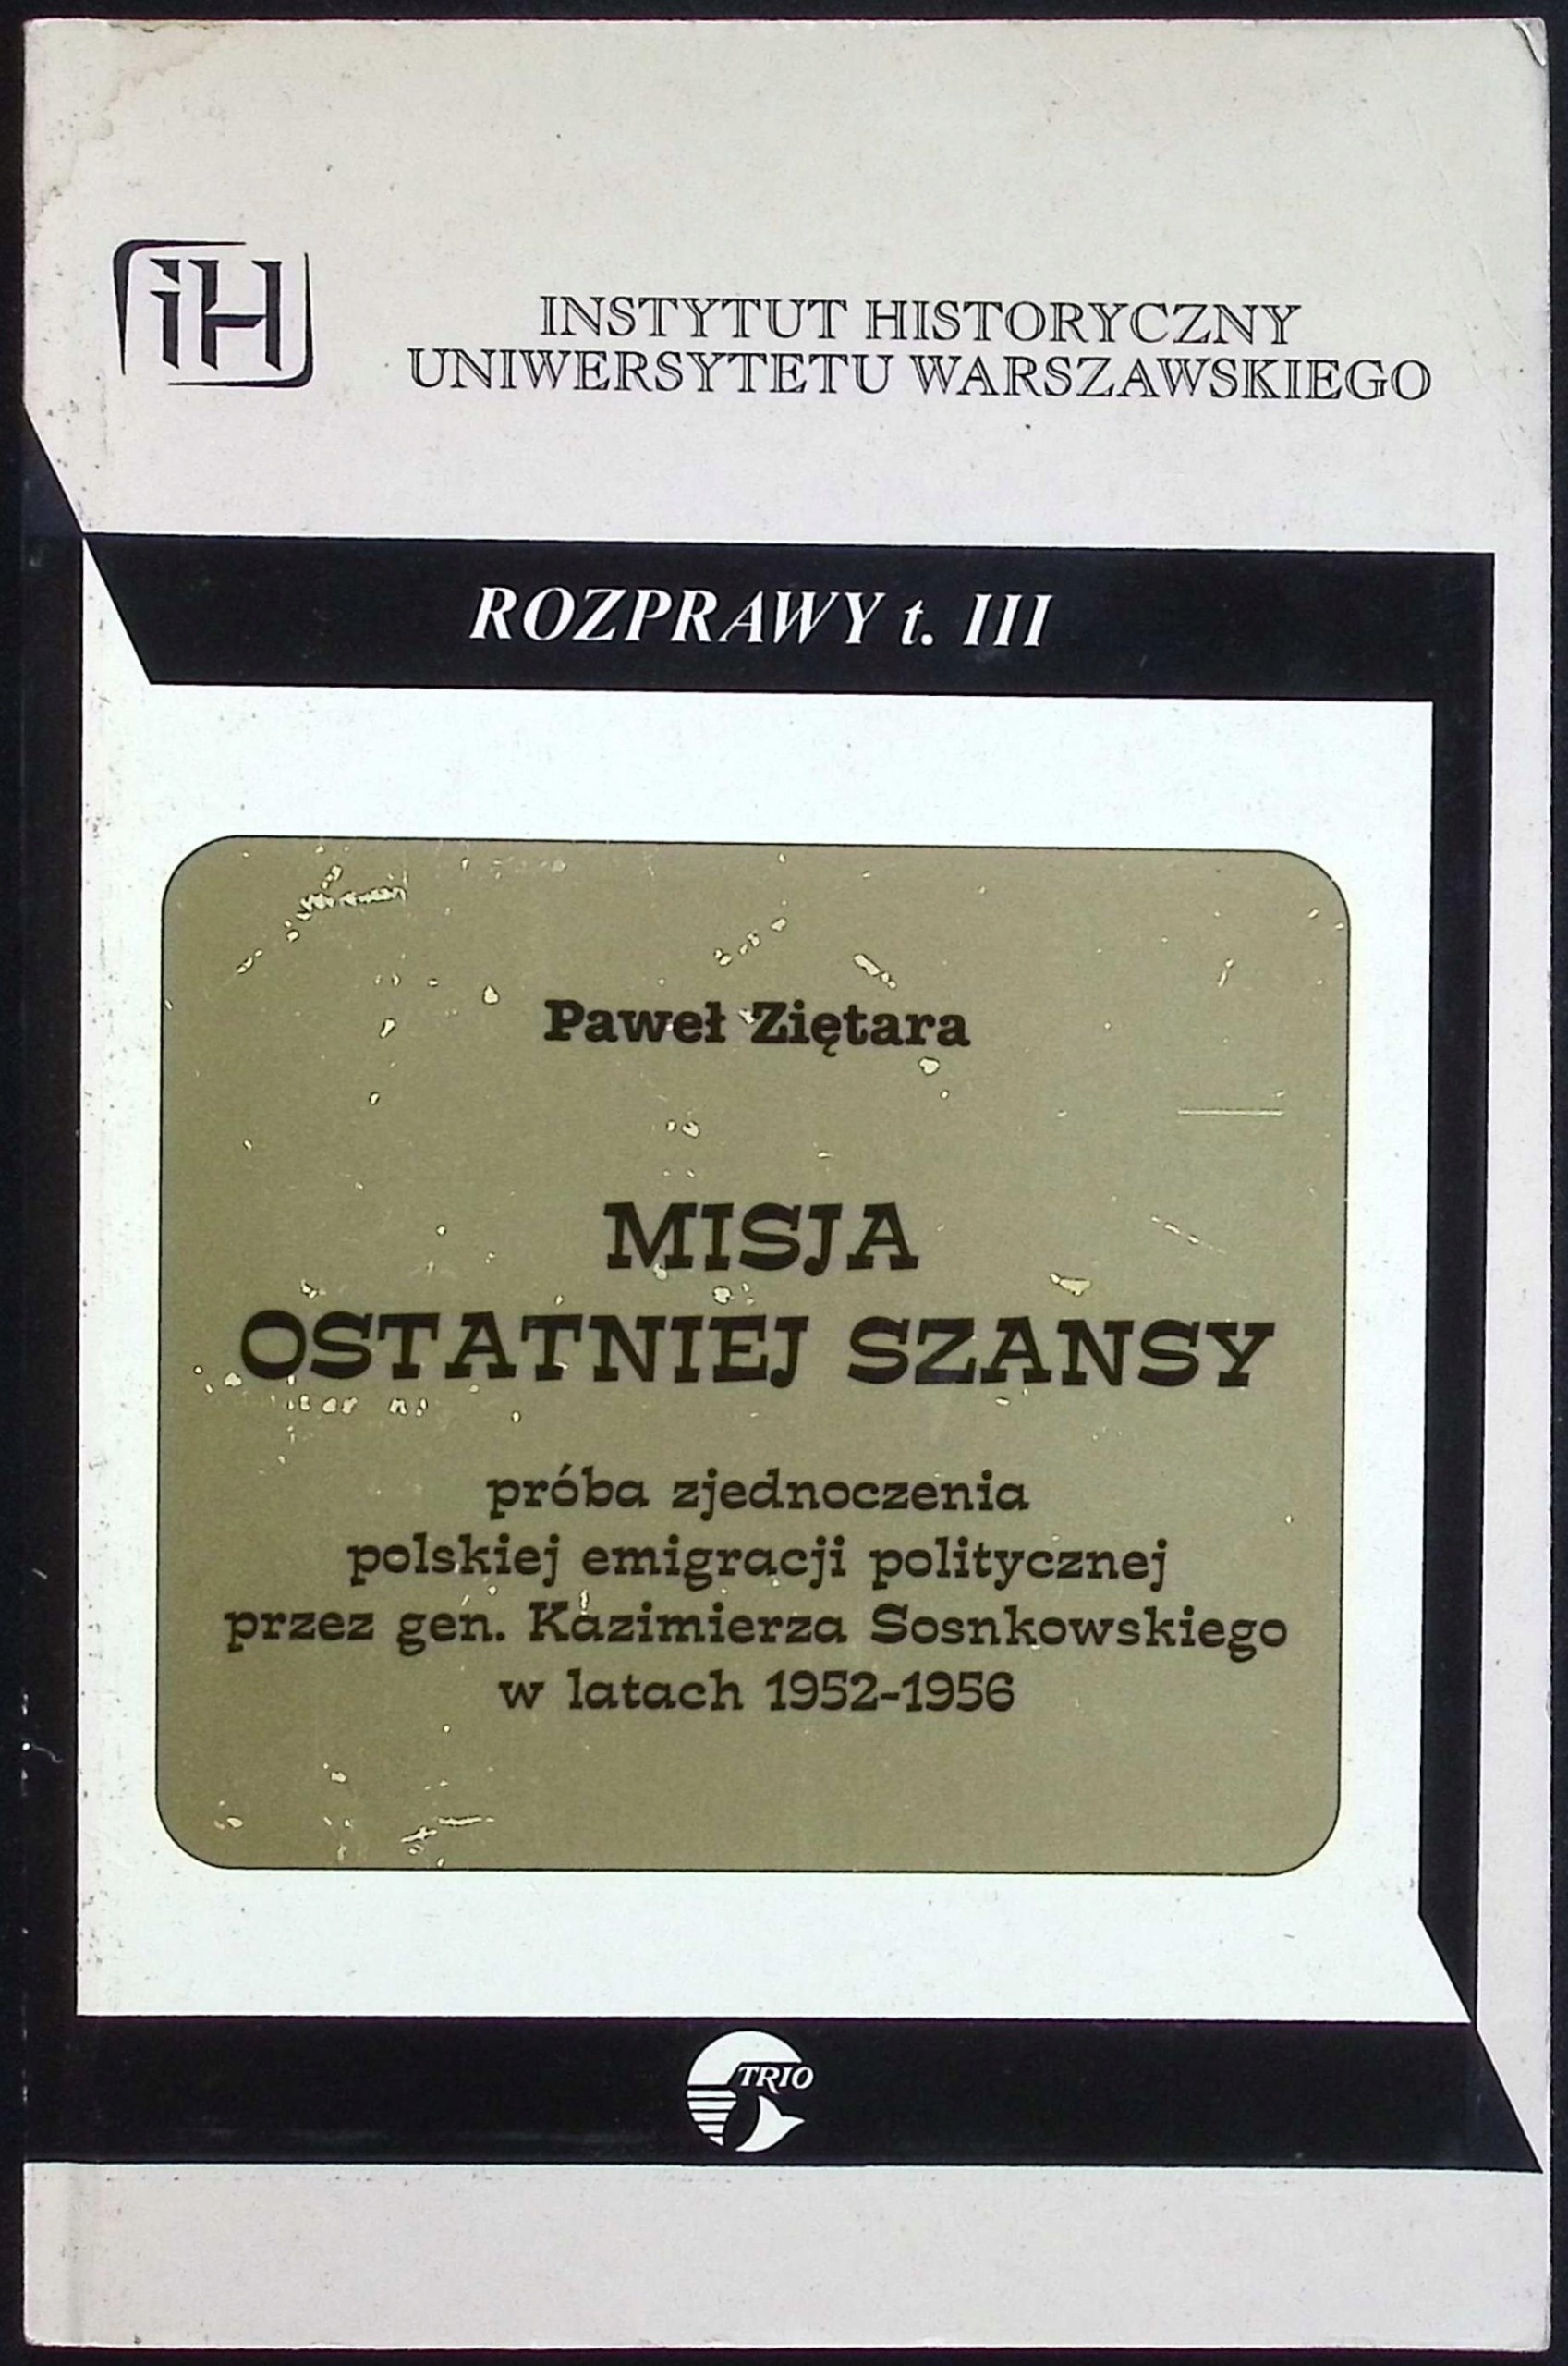 iH
INSTYTUT HISTORYCZNY
UNIWERSYTETU WARSZAWSKIEGO
ROZPRAWY t. III
Paweł Ziętara
MISJA
OSTATNIEJ SZANSY
próba zjednoczenia
polskiej emigracji politycznej
przez gen. Kazimierza Sosnkowskiego
w latach 1952-1956
TRIO